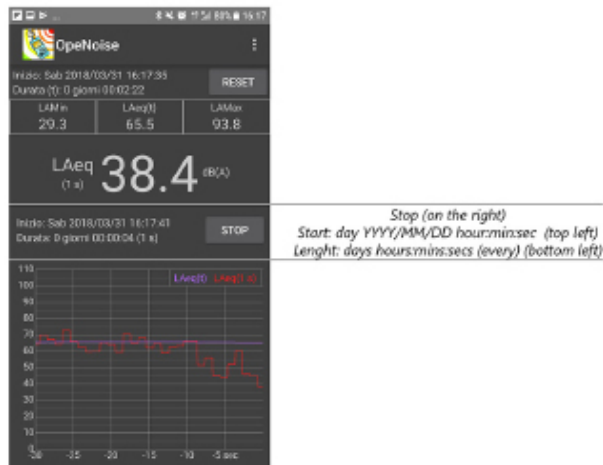 80% 16:17
OpeNoise
Inizio: Sab 2018/03/31 16:17:35
Durata (t): 0 giorni 00:02:22
RESET
LAMin LAeq(t) LAMax
29.3 65.5 93.8
LAeq
(1 s)
38.4 dB(A)
Inizio: Sab 2018/03/31 16:17:41
Durata: 0 giorni 00:00:04 (1 s)
STOP
Stop (on the right)
Start: day YYYY/MM/DD hour:min:sec (top left)
Lenght: days hours:mins:secs (every) (bottom left)
LAeq(t) LAeq(1 s)
110
100
90
80
70
60
50
40
30
20
10
0
-30 -25 -20 -15 -10 -5 sec